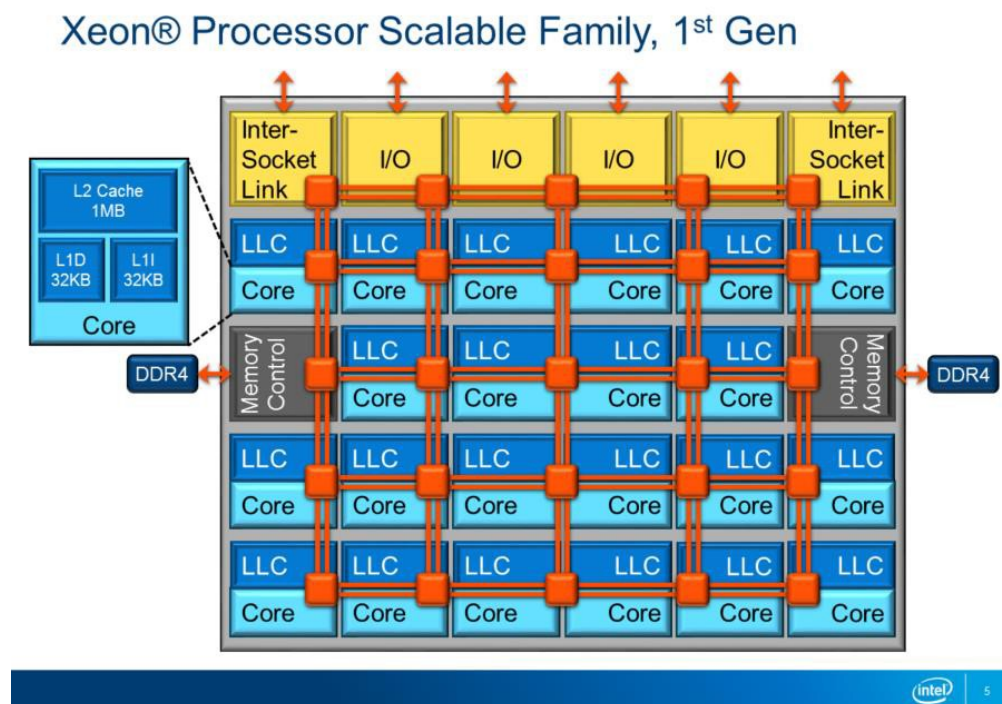 Xeon® Processor Scalable Family, 1st Gen
Inter-
Socket
Link
I/O
I/O
I/O
I/O
Inter-
Socket
Link
L2 Cache
1MB
L1D
32KB
L1I
32KB
Core
LLC
LLC
LLC
LLC
LLC
LLC
Core
Core
Core
Core
Core
Core
DDR4
Memory
Control
LLC
LLC
LLC
LLC
Core
Core
Core
Core
Memory
Control
DDR4
LLC
LLC
LLC
LLC
LLC
LLC
Core
Core
Core
Core
Core
Core
LLC
LLC
LLC
LLC
LLC
LLC
Core
Core
Core
Core
Core
Core
intel
5